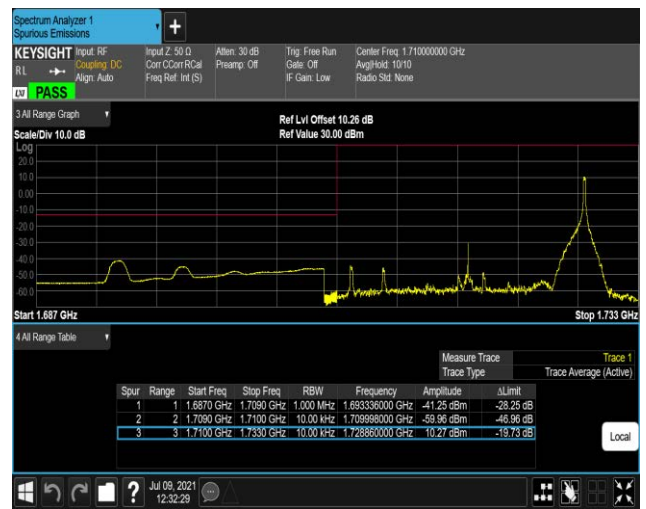 Spectrum Analyzer 1
Spurious Emissions
KEYSIGHT Input: RF Input Z: 50 Ω Atten: 30 dB Trig: Free Run Center Freq: 1.710000000 GHz
R L Coupling: DC Corr CCorr RCal Preamp: Off Gate: Off Avg|Hold: 10/10
Align: Auto Freq Ref: Int (S) IF Gain: Low Radio Std: None
LXI PASS
3 All Range Graph
Ref Lvl Offset 10.26 dB
Scale/Div 10.0 dB Ref Value 30.00 dBm
Log
20.0
10.0
0.00
-10.0
-20.0
-30.0
-40.0
-50.0
-60.0
Start 1.687 GHz Stop 1.733 GHz
4 All Range Table
Measure Trace Trace 1
Trace Type Trace Average (Active)
Spur Range Start Freq Stop Freq RBW Frequency Amplitude ΔLimit
1 1 1.6870 GHz 1.7090 GHz 1.000 MHz 1.693336000 GHz -41.25 dBm -28.25 dB
2 2 1.7090 GHz 1.7100 GHz 10.00 kHz 1.709998000 GHz -59.96 dBm -46.96 dB
3 3 1.7100 GHz 1.7330 GHz 10.00 kHz 1.728860000 GHz 10.27 dBm -19.73 dB
Local
? Jul 09, 2021
12:32:29